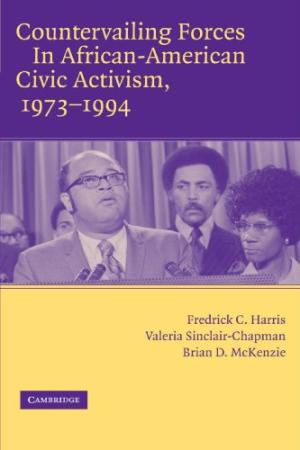 Countervailing Forces
In African-American
Civic Activism,
1973–1994
Fredrick C. Harris
Valeria Sinclair-Chapman
Brian D. McKenzie
CAMBRIDGE